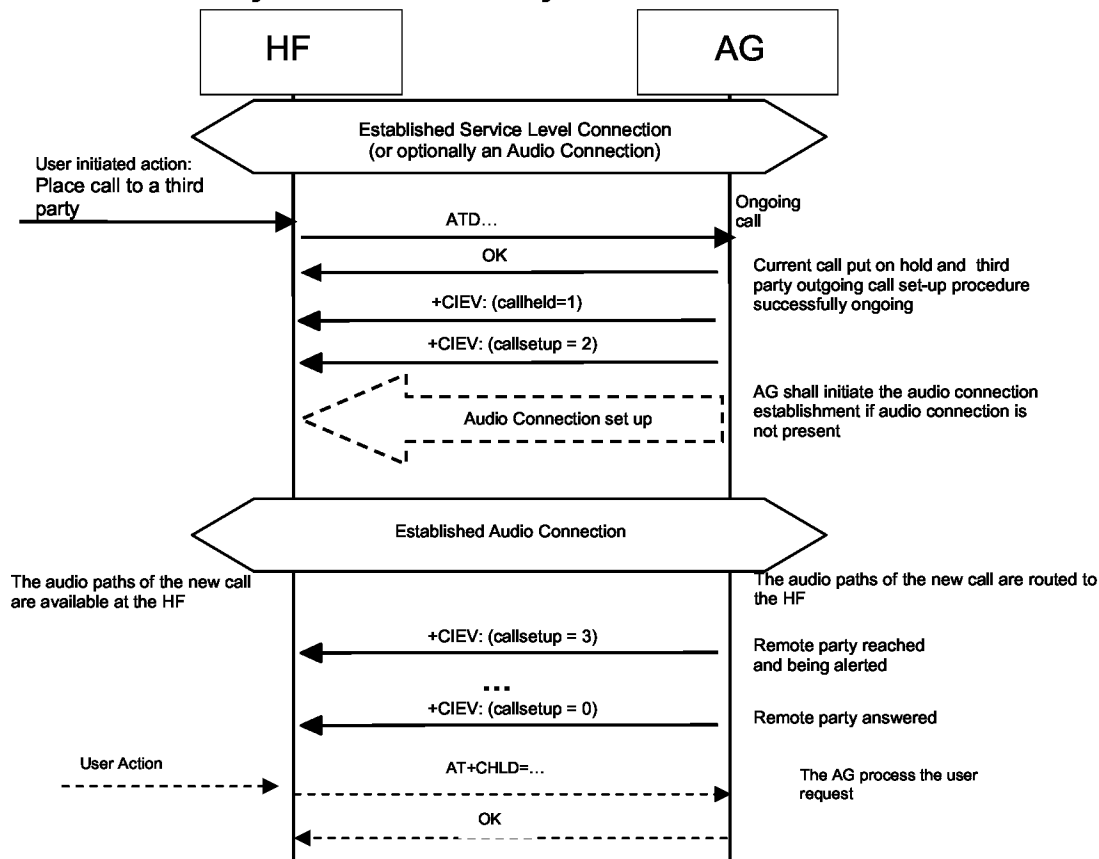 HF
AG
Established Service Level Connection
(or optionally an Audio Connection)
User initiated action:
Place call to a third
party
Ongoing
call
ATD…
OK
Current call put on hold and third
party outgoing call set-up procedure
successfully ongoing
+CIEV: (callheld=1)
+CIEV: (callsetup = 2)
AG shall initiate the audio connection
establishment if audio connection is
not present
Audio Connection set up
Established Audio Connection
The audio paths of the new call
are available at the HF
The audio paths of the new call are routed to
the HF
+CIEV: (callsetup = 3)
Remote party reached
and being alerted
...
+CIEV: (callsetup = 0)
Remote party answered
User Action
AT+CHLD=…
The AG process the user
request
OK